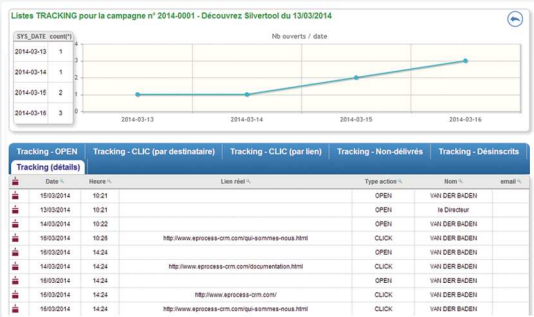 Listes TRACKING pour la campagne n° 2014-0001 - Découvrez Silvertool du 13/03/2014
SYS_DATE count(*)
2014-03-13 1
2014-03-14 1
2014-03-15 2
2014-03-16 3
Nb ouverts / date
4
3
2
1
0
2014-03-13 2014-03-14 2014-03-15 2014-03-16
Tracking - OPEN Tracking - CLIC (par destinataire) Tracking - CLIC (par lien) Tracking - Non-délivrés Tracking - Désinscrits
Tracking (détails)
Date Heure Lien réel Type action Nom email
15/03/2014 10:21 OPEN VAN DER BADEN
13/03/2014 10:21 OPEN le Directeur
14/03/2014 10:22 OPEN VAN DER BADEN
16/03/2014 10:26 http://www.eprocess-crm.com/qui-sommes-nous.html CLICK VAN DER BADEN
16/03/2014 14:24 OPEN VAN DER BADEN
16/03/2014 14:24 http://www.eprocess-crm.com/documentation.html CLICK VAN DER BADEN
16/03/2014 14:24 OPEN VAN DER BADEN
16/03/2014 14:24 http://www.eprocess-crm.com/ CLICK VAN DER BADEN
16/03/2014 14:24 http://www.eprocess-crm.com/qui-sommes-nous.html CLICK VAN DER BADEN